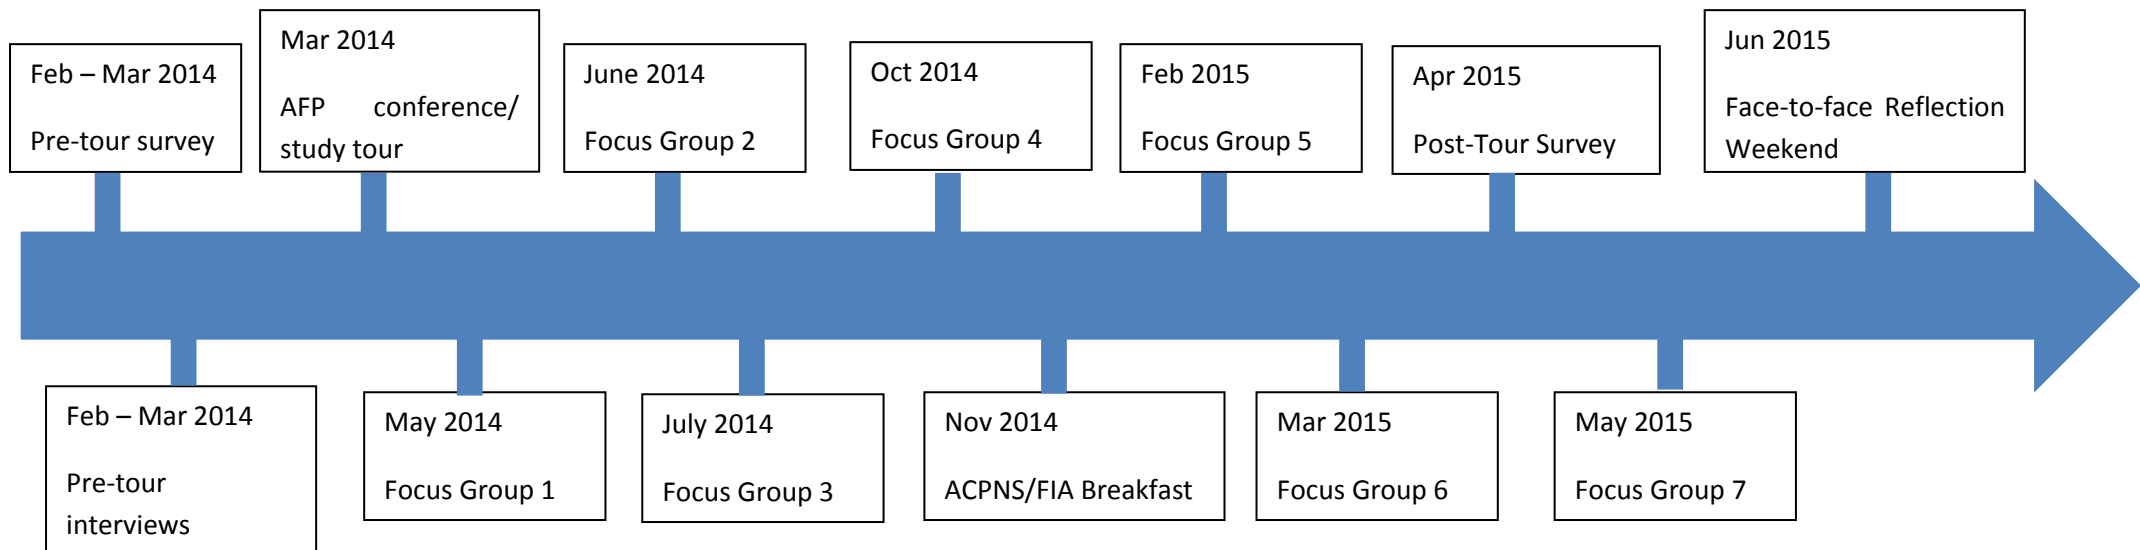 Feb – Mar 2014
Pre-tour survey
Mar 2014
AFP conference/
study tour
June 2014
Focus Group 2
Oct 2014
Focus Group 4
Feb 2015
Focus Group 5
Apr 2015
Post-Tour Survey
Jun 2015
Face-to-face Reflection
Weekend
Feb – Mar 2014
Pre-tour
interviews
May 2014
Focus Group 1
July 2014
Focus Group 3
Nov 2014
ACPNS/FIA Breakfast
Mar 2015
Focus Group 6
May 2015
Focus Group 7